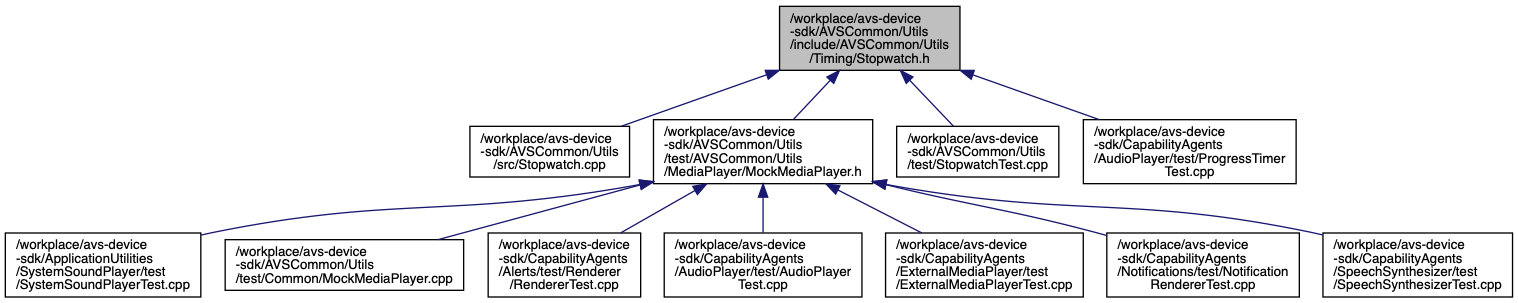 /workplace/avs-device
-sdk/AVSCommon/Utils
/include/AVSCommon/Utils
/Timing/Stopwatch.h
/workplace/avs-device
-sdk/AVSCommon/Utils
/src/Stopwatch.cpp
/workplace/avs-device
-sdk/AVSCommon/Utils
/test/AVSCommon/Utils
/MediaPlayer/MockMediaPlayer.h
/workplace/avs-device
-sdk/AVSCommon/Utils
/test/StopwatchTest.cpp
/workplace/avs-device
-sdk/CapabilityAgents
/AudioPlayer/test/ProgressTimer
Test.cpp
/workplace/avs-device
-sdk/ApplicationUtilities
/SystemSoundPlayer/test
/SystemSoundPlayerTest.cpp
/workplace/avs-device
-sdk/AVSCommon/Utils
/test/Common/MockMediaPlayer.cpp
/workplace/avs-device
-sdk/CapabilityAgents
/Alerts/test/Renderer
/RendererTest.cpp
/workplace/avs-device
-sdk/CapabilityAgents
/AudioPlayer/test/AudioPlayer
Test.cpp
/workplace/avs-device
-sdk/CapabilityAgents
/ExternalMediaPlayer/test
/ExternalMediaPlayerTest.cpp
/workplace/avs-device
-sdk/CapabilityAgents
/Notifications/test/Notification
RendererTest.cpp
/workplace/avs-device
-sdk/CapabilityAgents
/SpeechSynthesizer/test
/SpeechSynthesizerTest.cpp